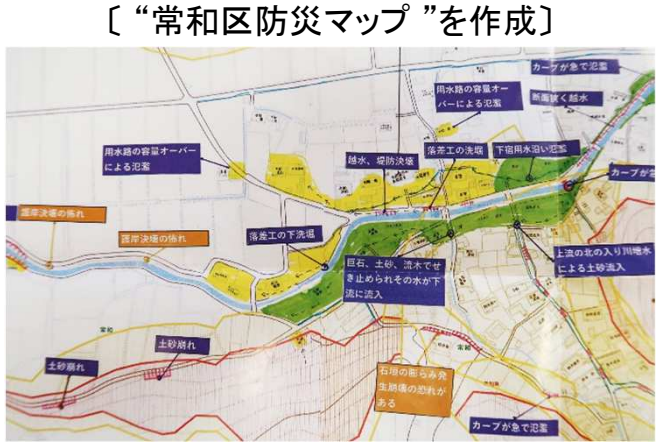 〔 “常和区防災マップ ”を作成〕
カーブが急で氾濫
用水路の容量オー
バーによる氾濫
断面狭く越水
用水路の容量オーバー
による氾濫
越水、堤防決壊
落差工の洗堀
下宿用水沿い氾濫
カーブが急
護岸決壊の怖れ
護岸決壊の怖れ
落差工の下洗堀
巨石、土砂、流木でせ
き止められその水が下
流に流入
上流の北の入り川増水
による土砂流入
常和
土砂崩れ
土砂崩れ
石垣の膨らみ発
生崩壊の恐れが
ある
カーブが急で氾濫